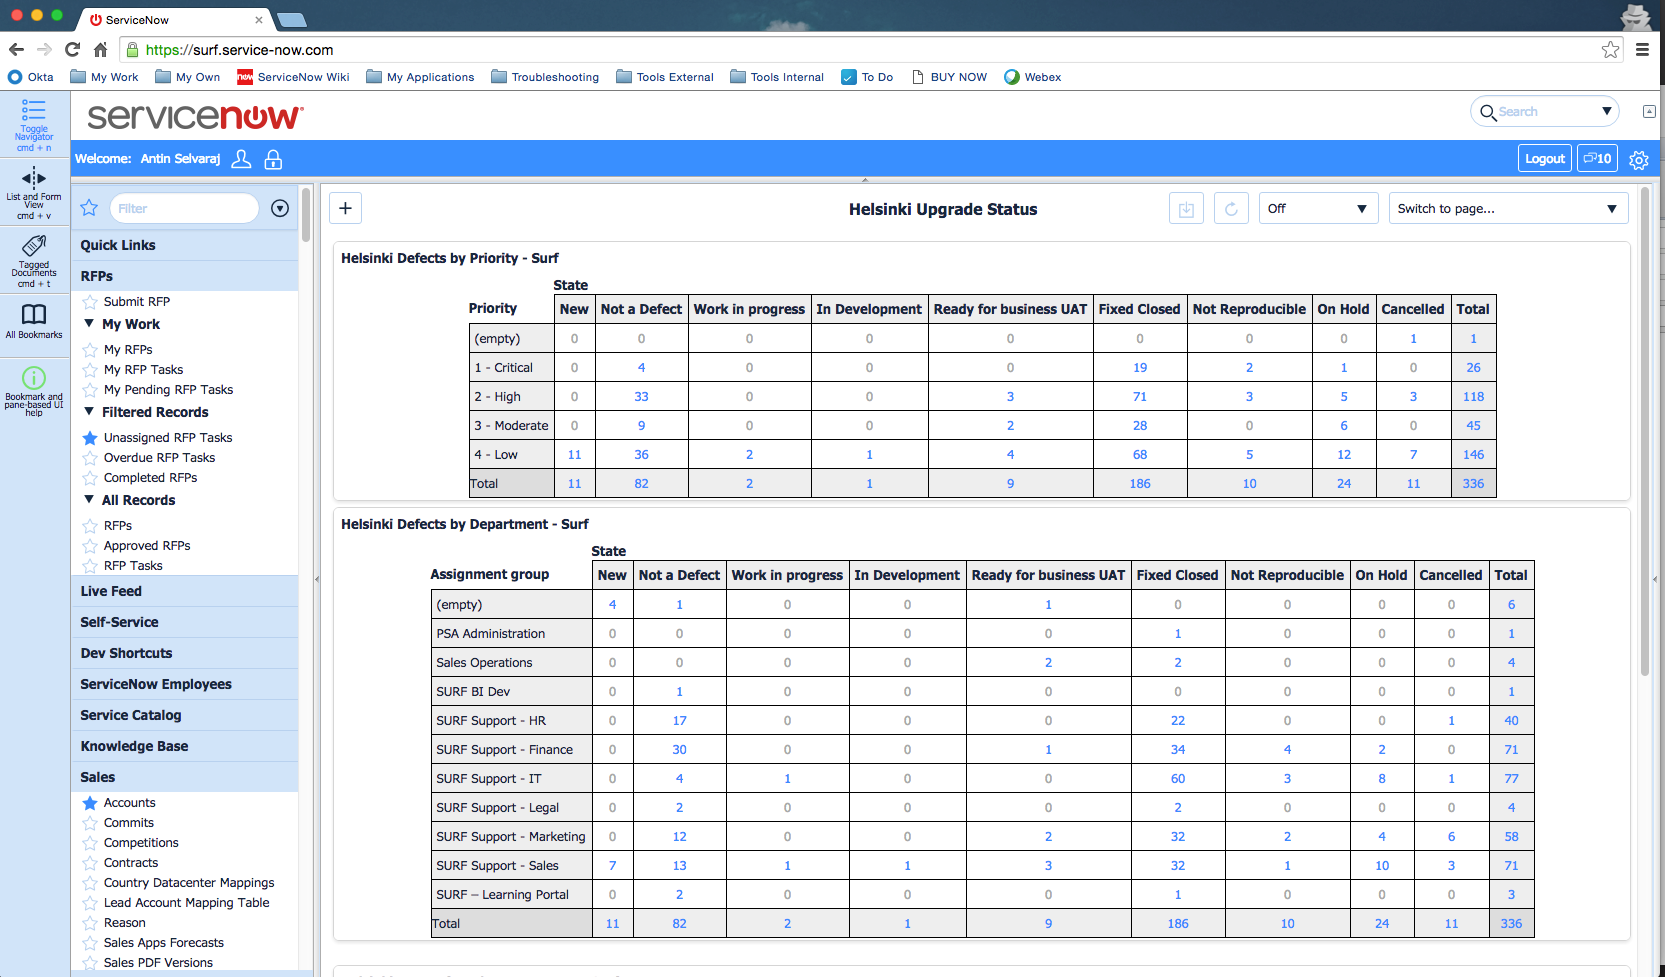 ServiceNow
https://surf.service-now.com
Okta My Work My Own now ServiceNow Wiki My Applications Troubleshooting Tools External Tools Internal To Do BUY NOW Webex
Toggle
Navigator
cmd + n
List and Form
View
cmd + v
Tagged
Documents
cmd + t
All Bookmarks
Bookmark and
pane-based UI
help
servicenow
Search
Welcome: Antin Selvaraj
Logout 10
Filter
Quick Links
RFPs
Submit RFP
My Work
My RFPs
My RFP Tasks
My Pending RFP Tasks
Filtered Records
Unassigned RFP Tasks
Overdue RFP Tasks
Completed RFPs
All Records
RFPs
Approved RFPs
RFP Tasks
Live Feed
Self-Service
Dev Shortcuts
ServiceNow Employees
Service Catalog
Knowledge Base
Sales
Accounts
Commits
Competitions
Contracts
Country Datacenter Mappings
Lead Account Mapping Table
Reason
Sales Apps Forecasts
Sales PDF Versions
+ Helsinki Upgrade Status Off Switch to page...
Helsinki Defects by Priority - Surf
State
Priority New Not a Defect Work in progress In Development Ready for business UAT Fixed Closed Not Reproducible On Hold Cancelled Total
(empty) 0 0 0 0 0 0 0 0 1 1
1 - Critical 0 4 0 0 0 19 2 1 0 26
2 - High 0 33 0 0 3 71 3 5 3 118
3 - Moderate 0 9 0 0 2 28 0 6 0 45
4 - Low 11 36 2 1 4 68 5 12 7 146
Total 11 82 2 1 9 186 10 24 11 336
Helsinki Defects by Department - Surf
State
Assignment group New Not a Defect Work in progress In Development Ready for business UAT Fixed Closed Not Reproducible On Hold Cancelled Total
(empty) 4 1 0 0 1 0 0 0 0 6
PSA Administration 0 0 0 0 0 1 0 0 0 1
Sales Operations 0 0 0 0 2 2 0 0 0 4
SURF BI Dev 0 1 0 0 0 0 0 0 0 1
SURF Support - HR 0 17 0 0 0 22 0 0 1 40
SURF Support - Finance 0 30 0 0 1 34 4 2 0 71
SURF Support - IT 0 4 1 0 0 60 3 8 1 77
SURF Support - Legal 0 2 0 0 0 2 0 0 0 4
SURF Support - Marketing 0 12 0 0 2 32 2 4 6 58
SURF Support - Sales 7 13 1 1 3 32 1 10 3 71
SURF – Learning Portal 0 2 0 0 0 1 0 0 0 3
Total 11 82 2 1 9 186 10 24 11 336